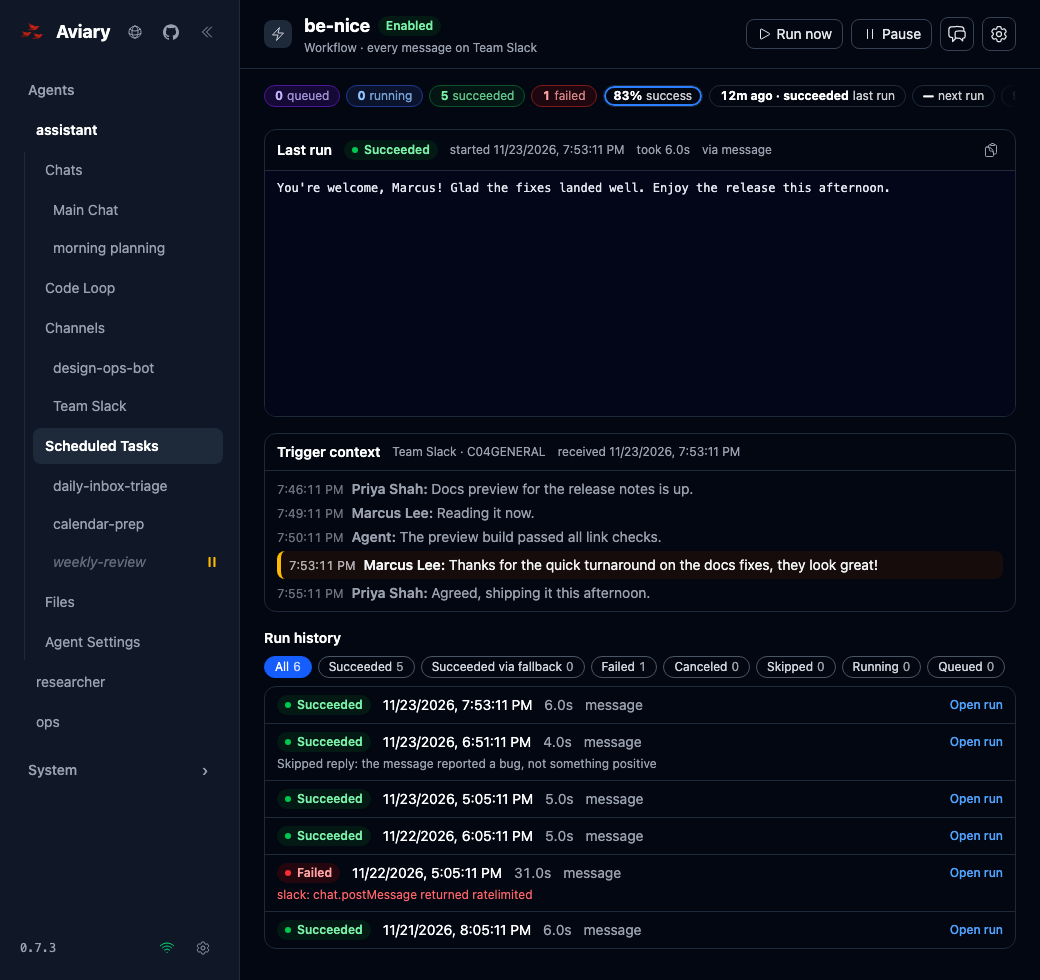 Aviary
Agents
assistant
Chats
Main Chat
morning planning
Code Loop
Channels
design-ops-bot
Team Slack
Scheduled Tasks
daily-inbox-triage
calendar-prep
weekly-review
Files
Agent Settings
researcher
ops
System
0.7.3
be-nice Enabled
Workflow · every message on Team Slack
Run now Pause
0 queued 0 running 5 succeeded 1 failed 83% success 12m ago · succeeded last run — next run
Last run Succeeded started 11/23/2026, 7:53:11 PM took 6.0s via message
You're welcome, Marcus! Glad the fixes landed well. Enjoy the release this afternoon.
Trigger context Team Slack · C04GENERAL received 11/23/2026, 7:53:11 PM
7:46:11 PM Priya Shah: Docs preview for the release notes is up.
7:49:11 PM Marcus Lee: Reading it now.
7:50:11 PM Agent: The preview build passed all link checks.
7:53:11 PM Marcus Lee: Thanks for the quick turnaround on the docs fixes, they look great!
7:55:11 PM Priya Shah: Agreed, shipping it this afternoon.
Run history
All 6 Succeeded 5 Succeeded via fallback 0 Failed 1 Canceled 0 Skipped 0 Running 0 Queued 0
Succeeded 11/23/2026, 7:53:11 PM 6.0s message Open run
Succeeded 11/23/2026, 6:51:11 PM 4.0s message Open run
Skipped reply: the message reported a bug, not something positive
Succeeded 11/23/2026, 5:05:11 PM 5.0s message Open run
Succeeded 11/22/2026, 6:05:11 PM 5.0s message Open run
Failed 11/22/2026, 5:05:11 PM 31.0s message Open run
slack: chat.postMessage returned ratelimited
Succeeded 11/21/2026, 8:05:11 PM 6.0s message Open run